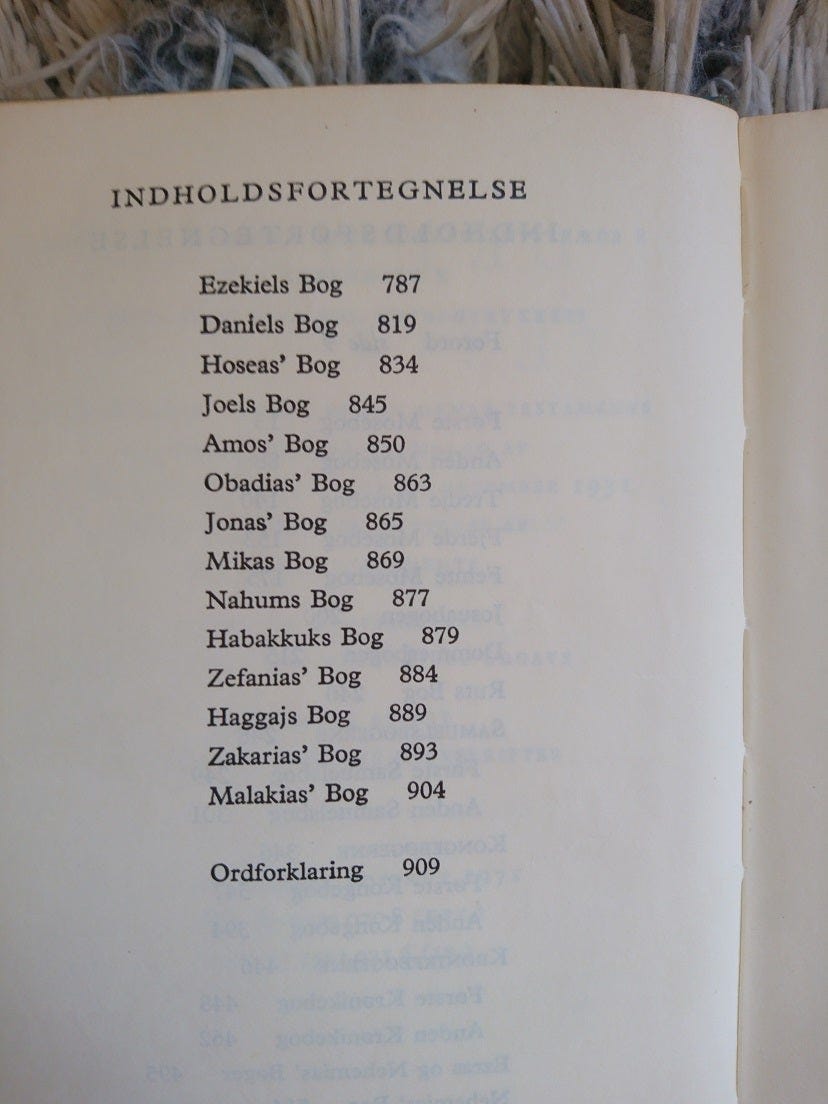 INDHOLDSFORTEGNELSE
Ezekiels Bog 787
Daniels Bog 819
Hoseas' Bog 834
Joels Bog 845
Amos' Bog 850
Obadias' Bog 863
Jonas' Bog 865
Mikas Bog 869
Nahums Bog 877
Habakkuks Bog 879
Zefanias' Bog 884
Haggajs Bog 889
Zakarias' Bog 893
Malakias' Bog 904
Ordforklaring 909